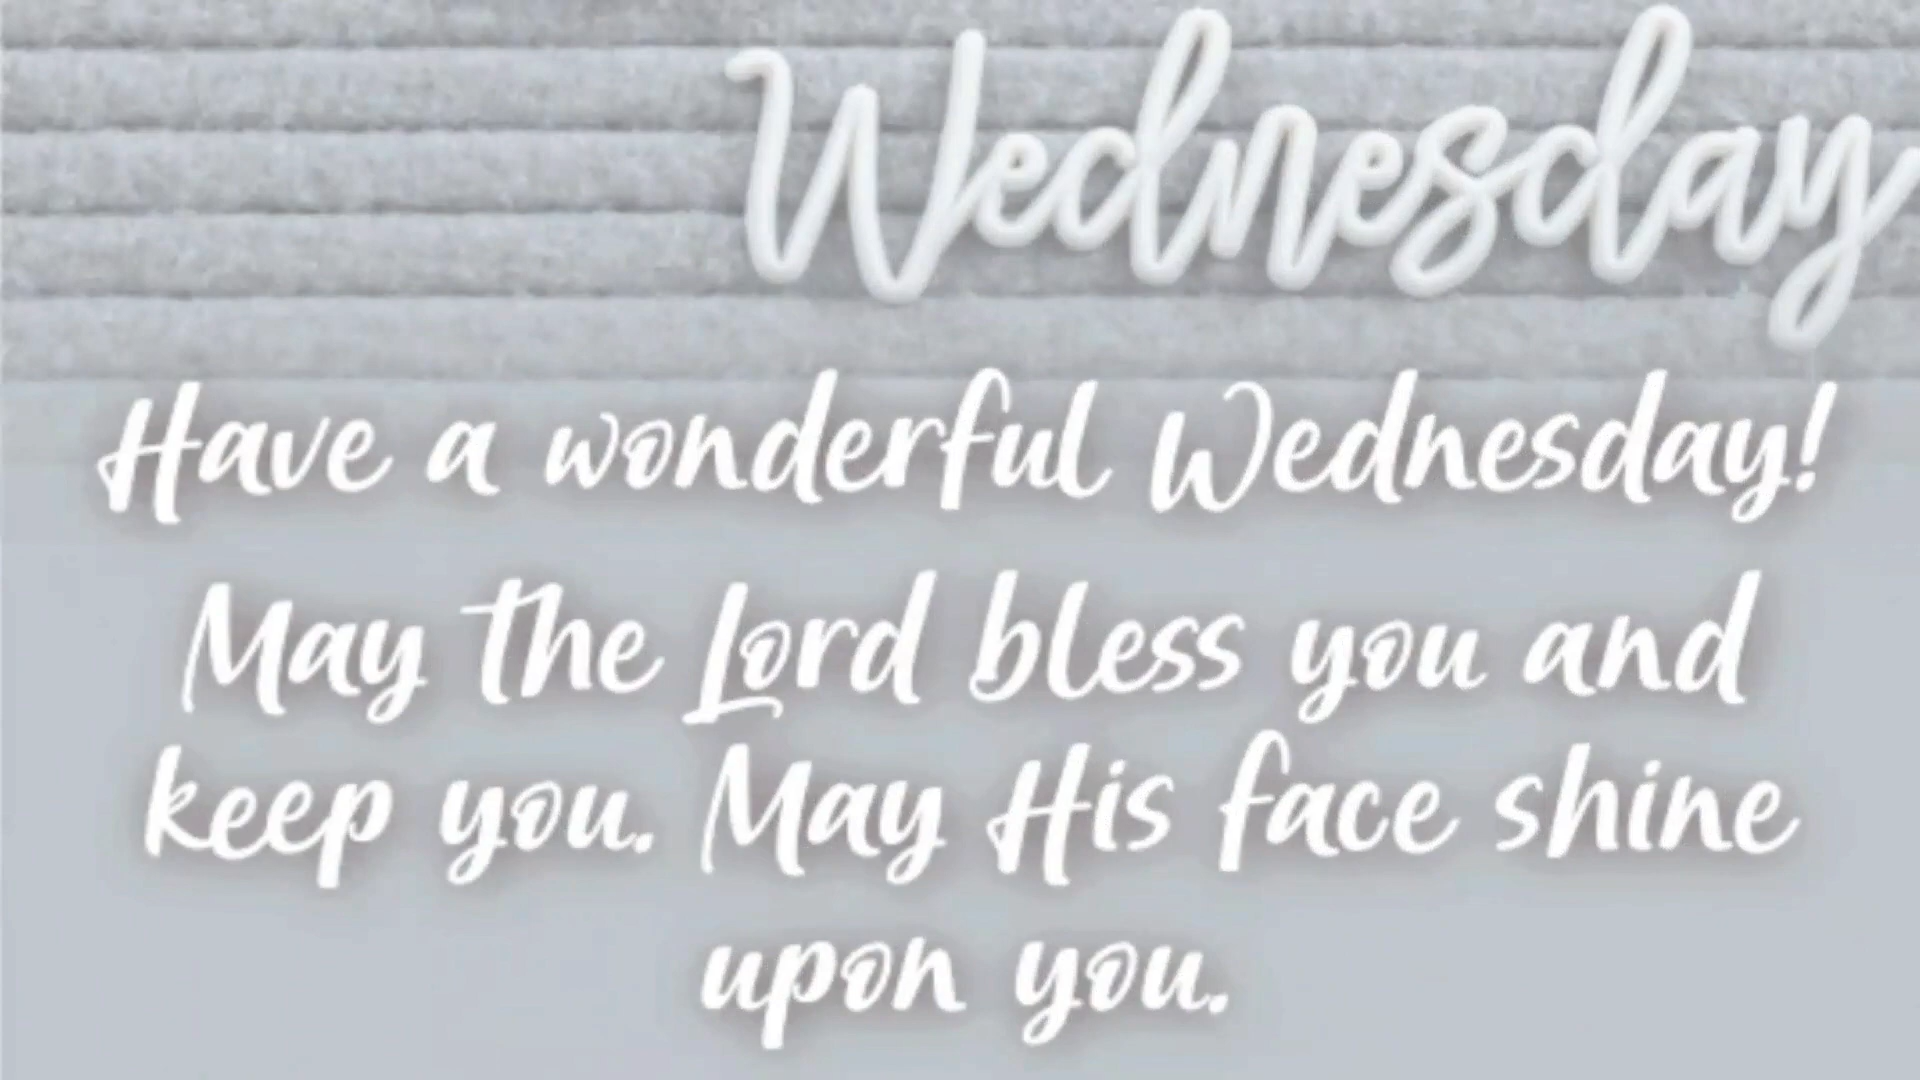 Wednesday
Have a wonderful Wednesday!
May the Lord bless you and
keep you. May His face shine
upon you.